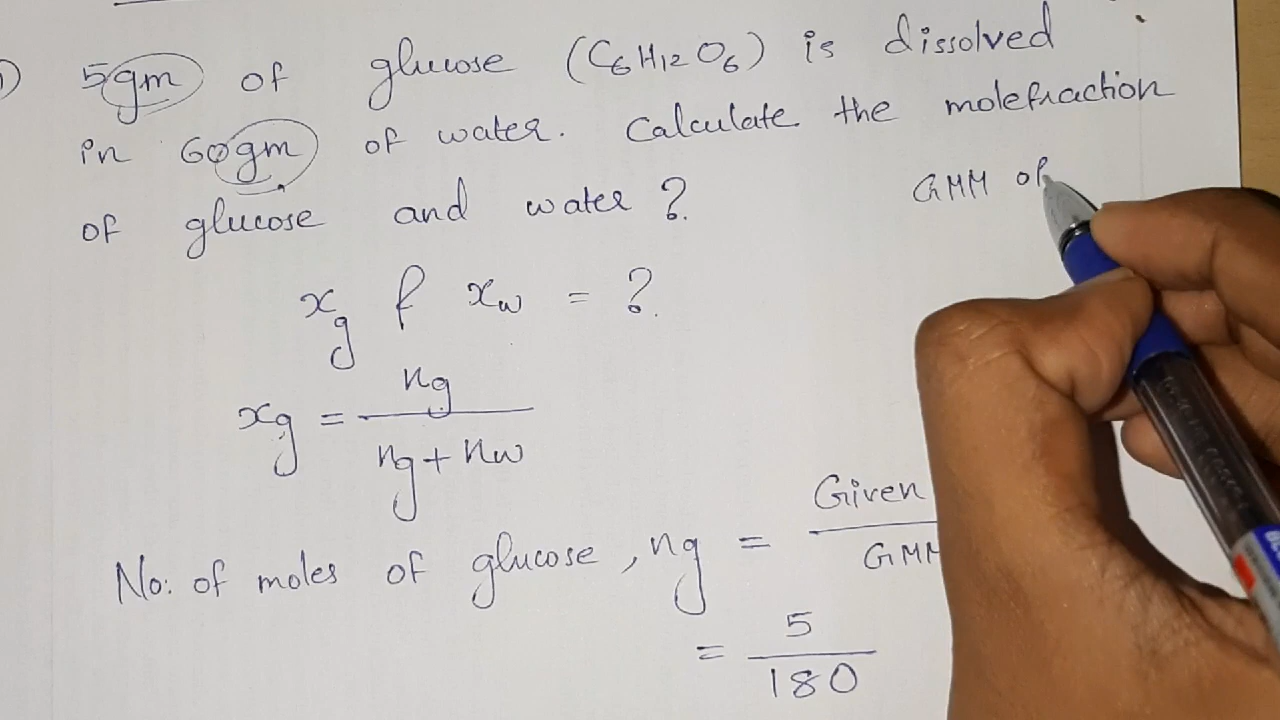 5gm of glucose (C₆H₁₂O₆) is dissolved
in 60gm of water. Calculate the molefraction
of glucose and water ?
GMM of
xg & xw = ?
xg = ng / ng + nw
No: of moles of glucose, ng = Given / GMM
= 5 / 180